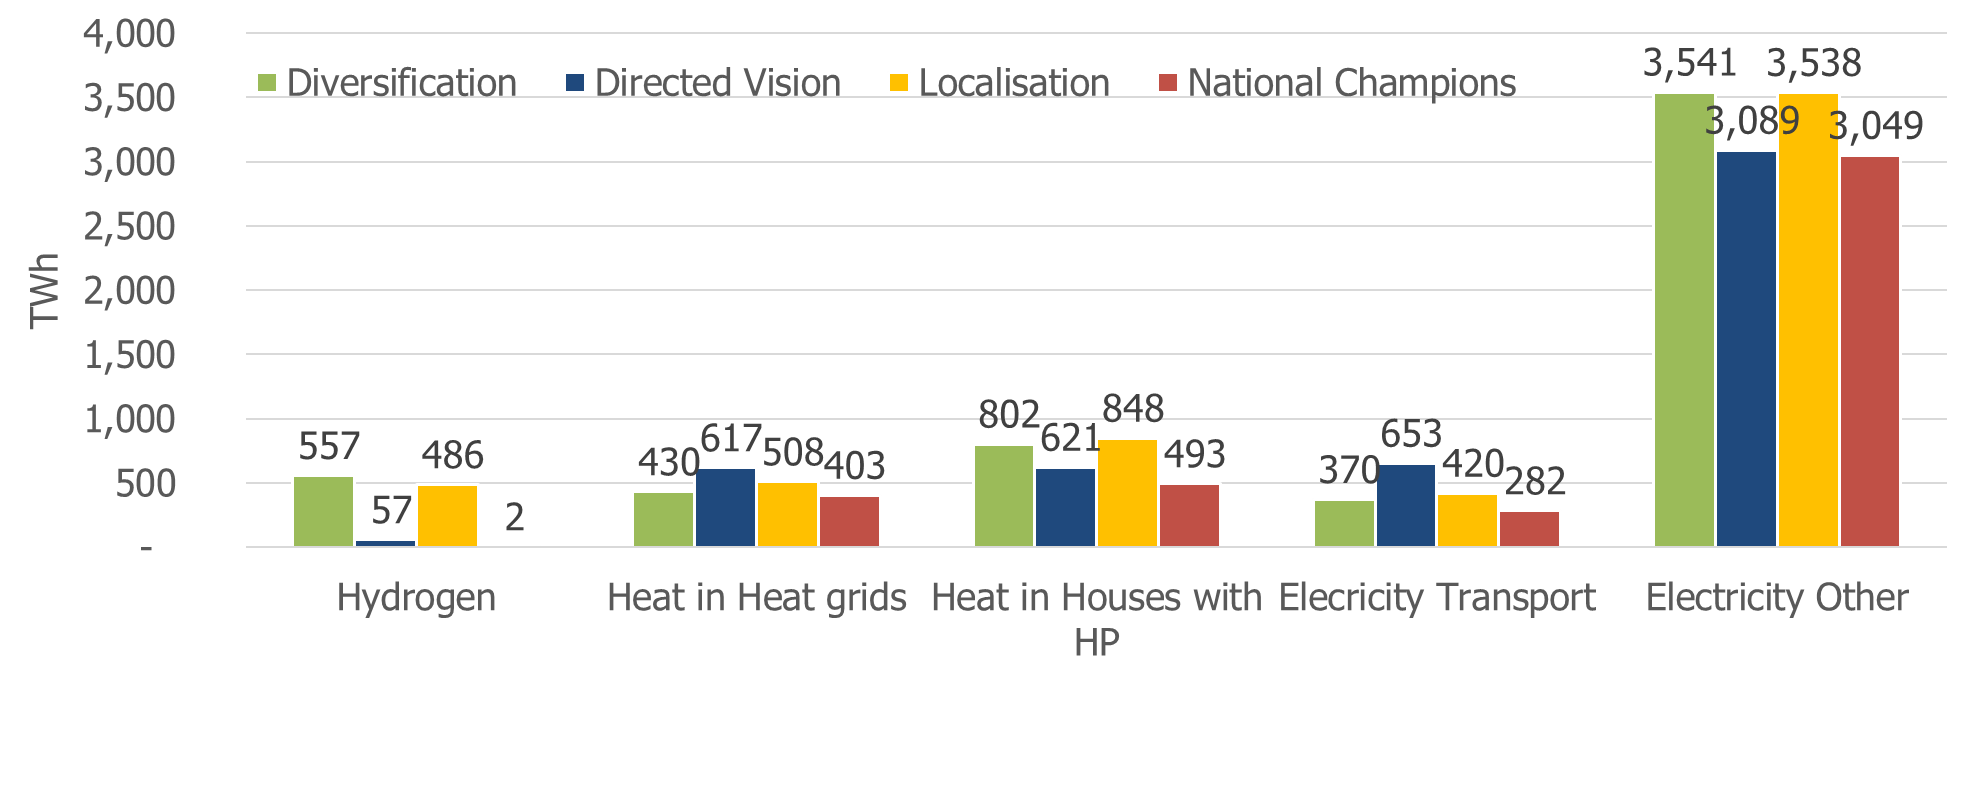 4,000
Diversification Directed Vision Localisation National Champions
3,500
3,000
2,500
2,000
1,500
1,000
500
-
TWh
557 57 486 2
430 617 508 403
802 621 848 493
370 653 420 282
3,541 3,089 3,538 3,049
Hydrogen
Heat in Heat grids
Heat in Houses with
HP
Elecricity Transport
Electricity Other